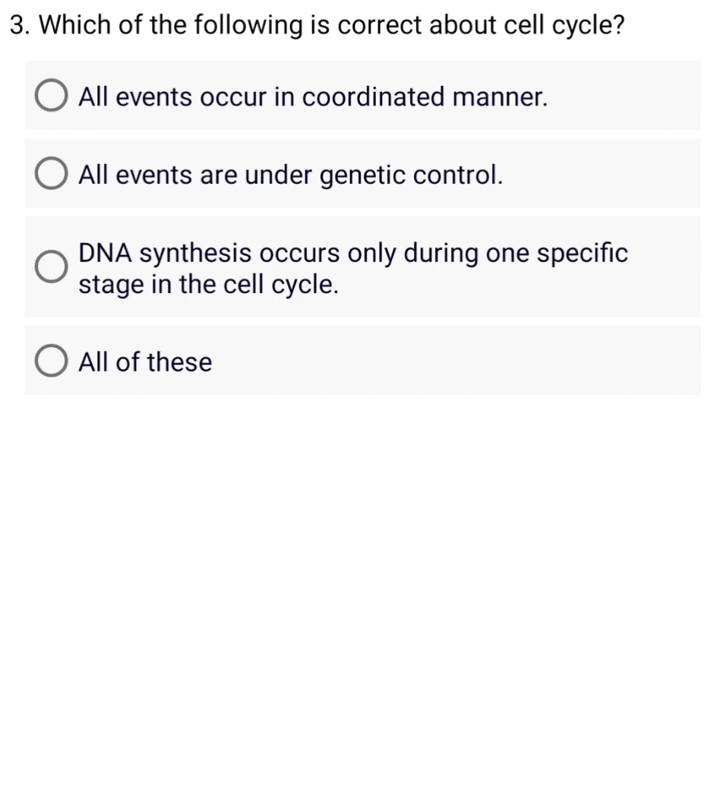 3. Which of the following is correct about cell cycle?
All events occur in coordinated manner.
All events are under genetic control.
DNA synthesis occurs only during one specific
stage in the cell cycle.
All of these